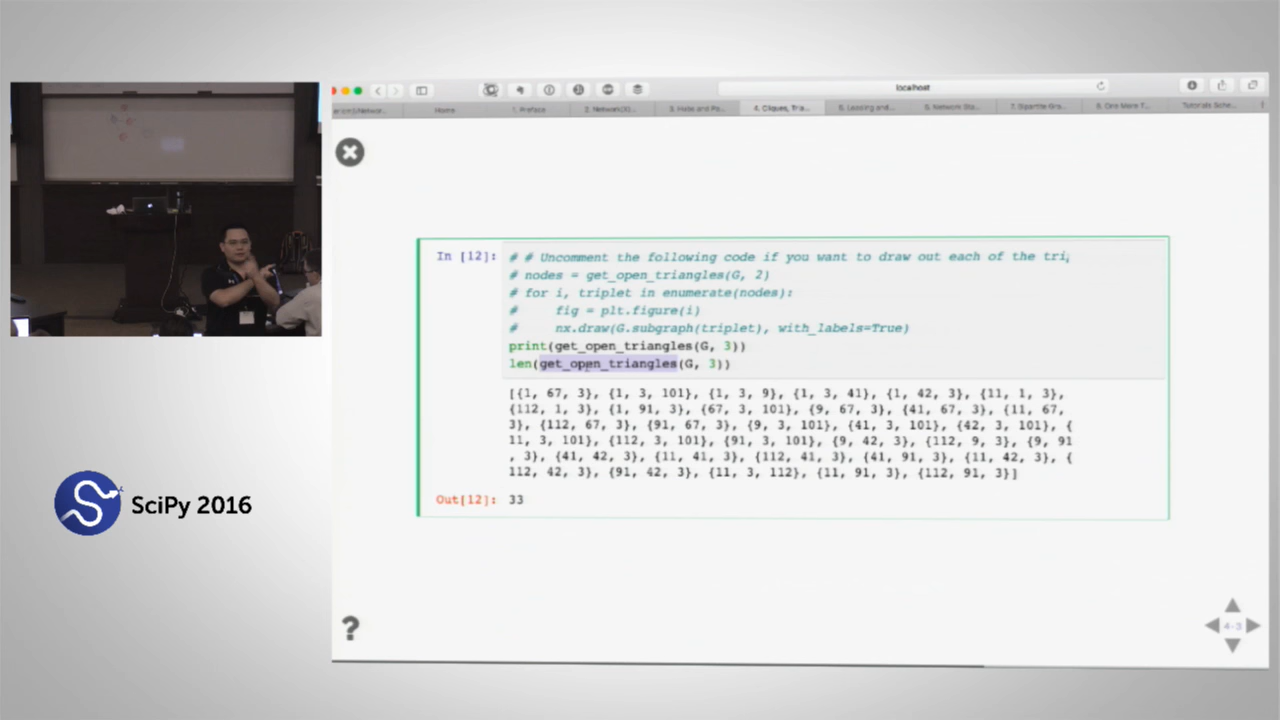 localhost
Home
1. Preface
4. Cliques, Tria...
In [12]:
# # Uncomment the following code if you want to draw out each of the tri
# nodes = get_open_triangles(G, 2)
# for i, triplet in enumerate(nodes):
#     fig = plt.figure(i)
#     nx.draw(G.subgraph(triplet), with_labels=True)
print(get_open_triangles(G, 3))
len(get_open_triangles(G, 3))
[{1, 67, 3}, {1, 3, 101}, {1, 3, 9}, {1, 3, 41}, {1, 42, 3}, {11, 1, 3},
{112, 1, 3}, {1, 91, 3}, {67, 3, 101}, {9, 67, 3}, {41, 67, 3}, {11, 67,
3}, {112, 67, 3}, {91, 67, 3}, {9, 3, 101}, {41, 3, 101}, {42, 3, 101}, {
11, 3, 101}, {112, 3, 101}, {91, 3, 101}, {9, 42, 3}, {112, 9, 3}, {9, 91
, 3}, {41, 42, 3}, {11, 41, 3}, {112, 41, 3}, {41, 91, 3}, {11, 42, 3}, {
112, 42, 3}, {91, 42, 3}, {11, 3, 112}, {11, 91, 3}, {112, 91, 3}]
Out[12]: 33
SciPy 2016
?
4-3